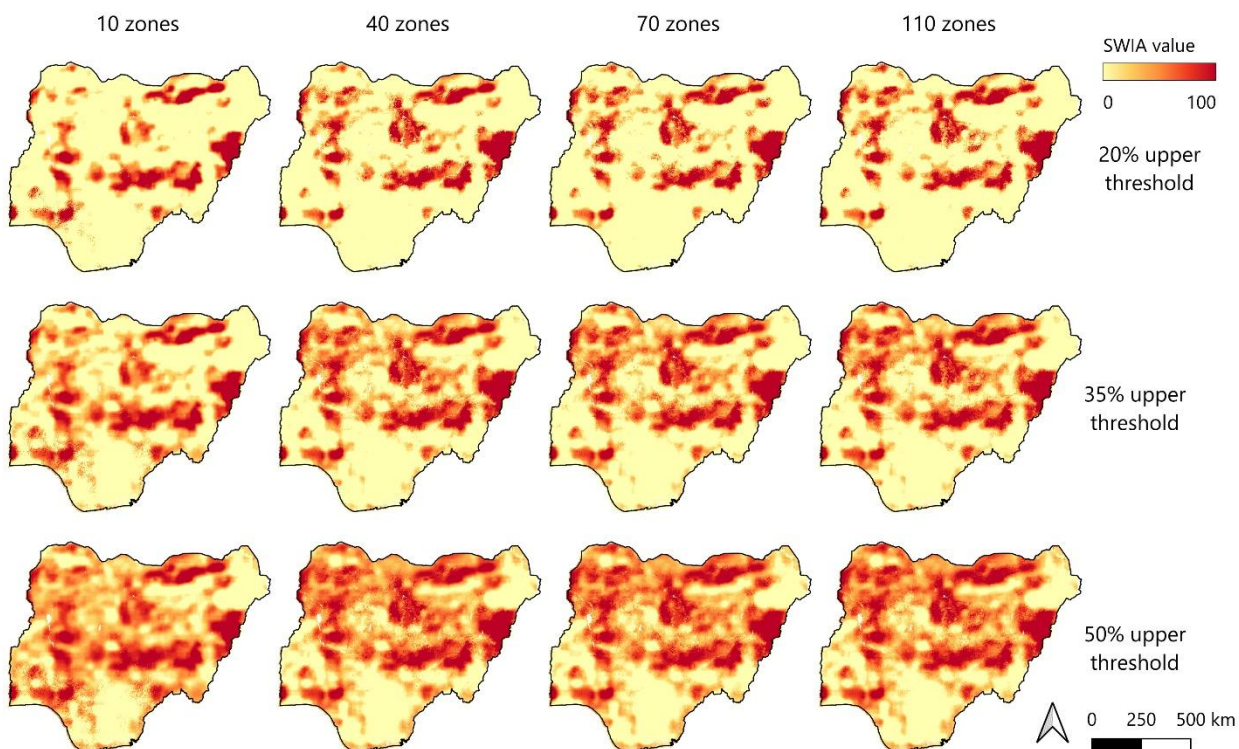 10 zones
40 zones
70 zones
110 zones
SWIA value
0 100
20% upper
threshold
35% upper
threshold
50% upper
threshold
0 250 500 km